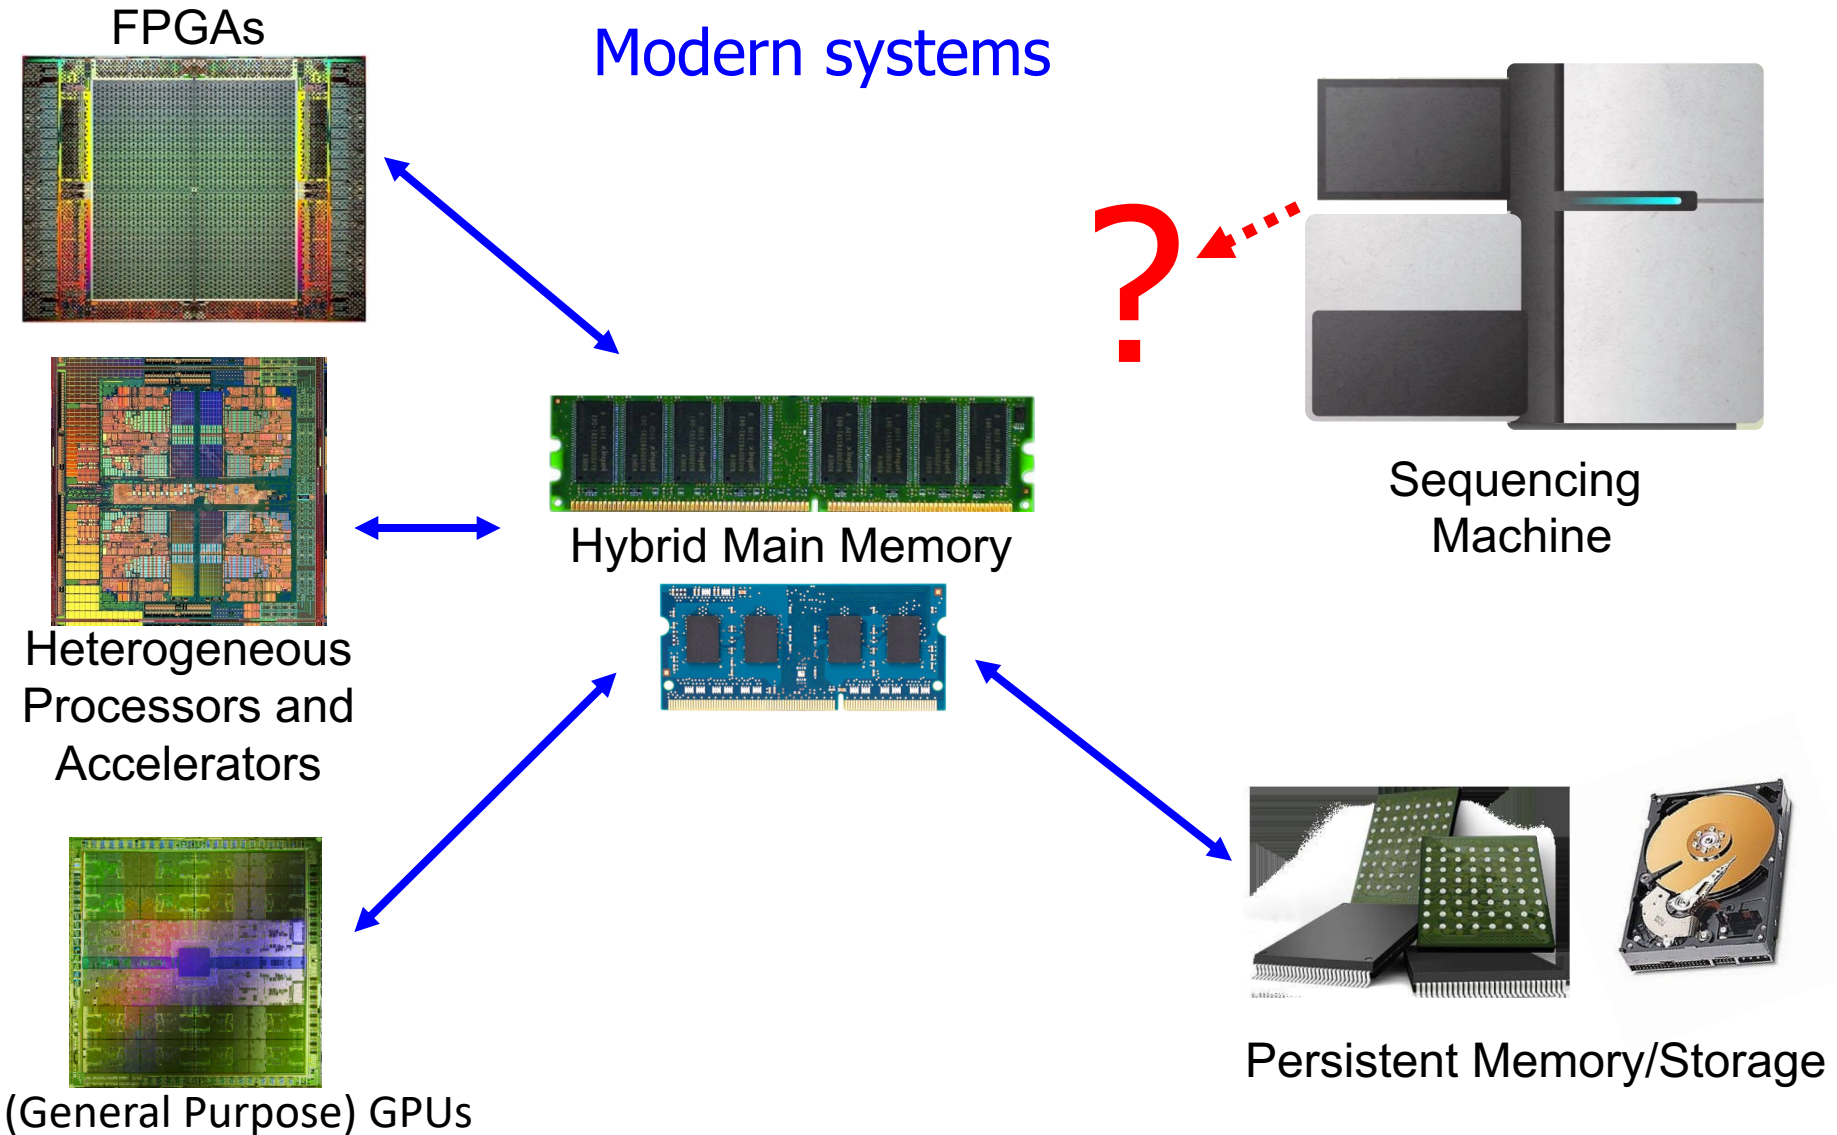 FPGAs
Modern systems
?
Sequencing
Machine
Hybrid Main Memory
Heterogeneous
Processors and
Accelerators
Persistent Memory/Storage
(General Purpose) GPUs